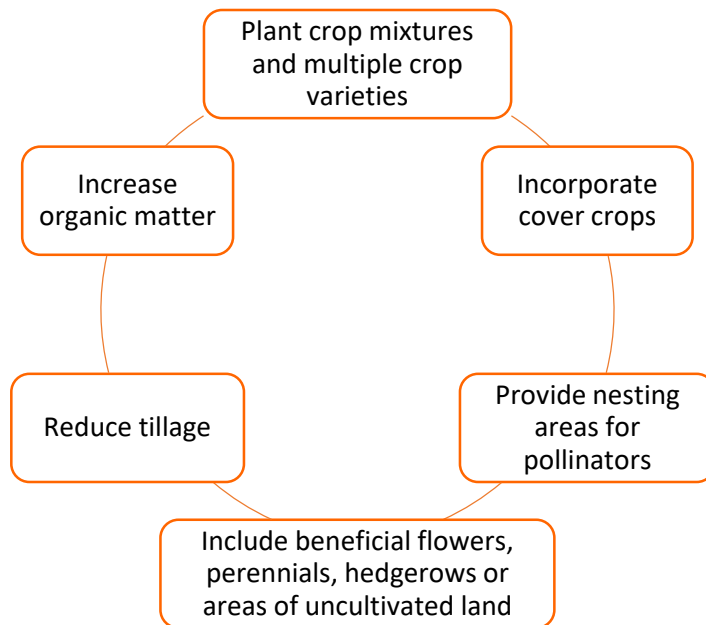 Plant crop mixtures
and multiple crop
varieties
Incorporate
cover crops
Provide nesting
areas for
pollinators
Include beneficial flowers,
perennials, hedgerows or
areas of uncultivated land
Reduce tillage
Increase
organic matter